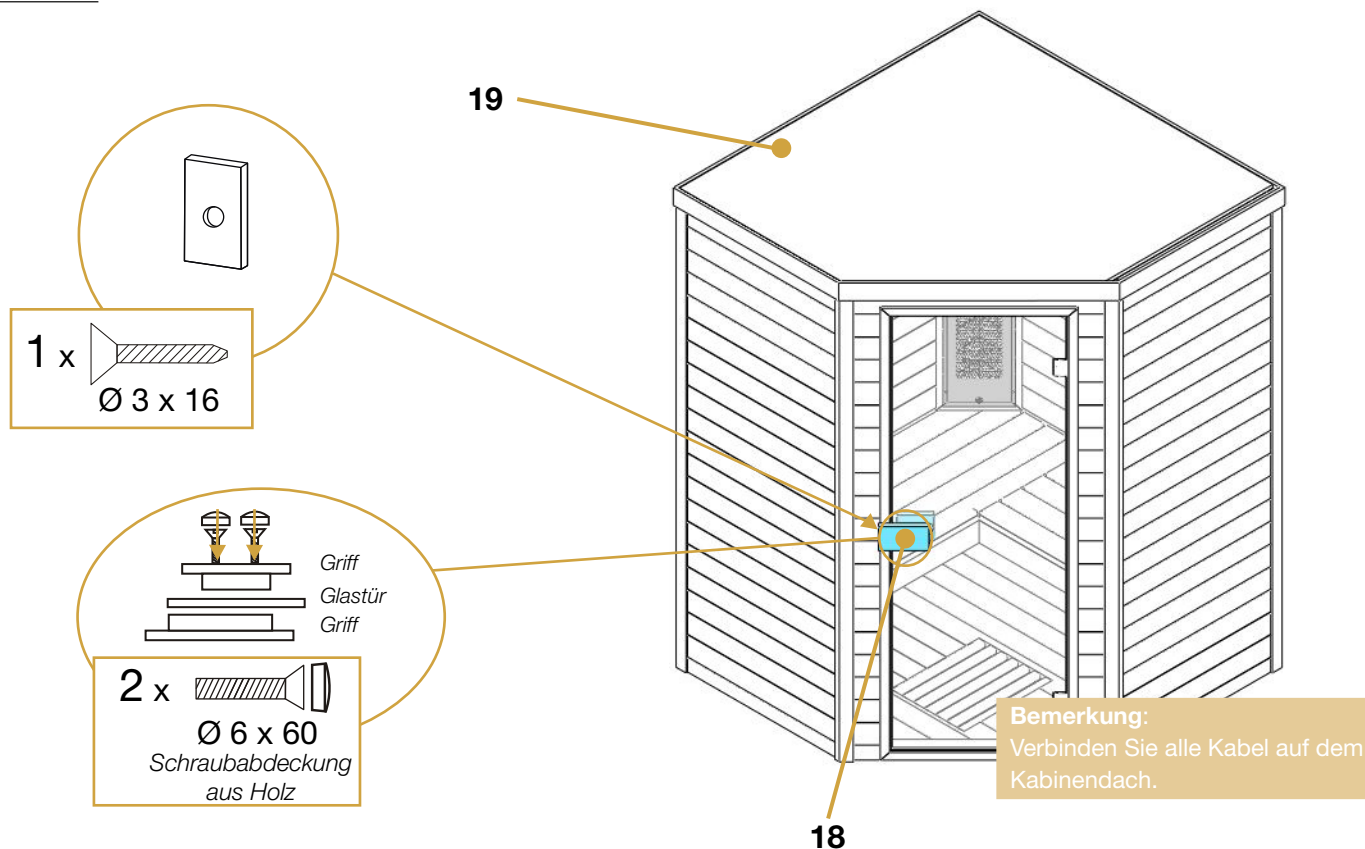 19
1 x
Ø 3 x 16
Griff
Glastür
Griff
2 x
Ø 6 x 60
Schraubabdeckung
aus Holz
Bemerkung:
Verbinden Sie alle Kabel auf dem
Kabinendach.
18